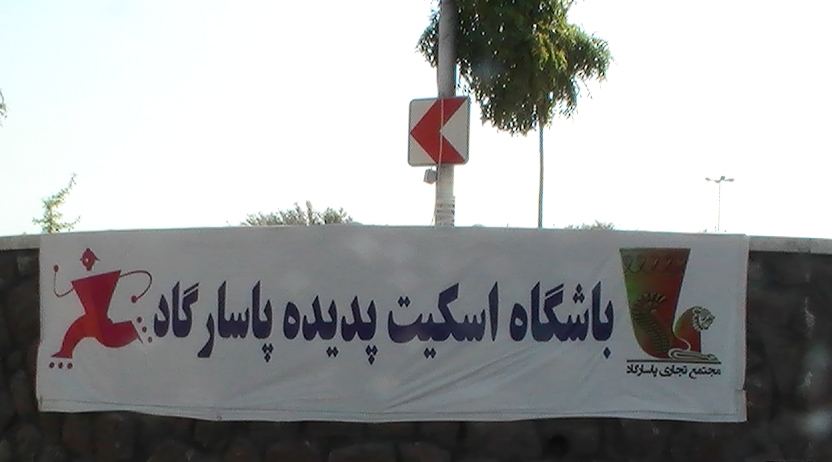 باشگاه اسکیت پدیده پاسارگاد
مجتمع تجاری پاسارگاد